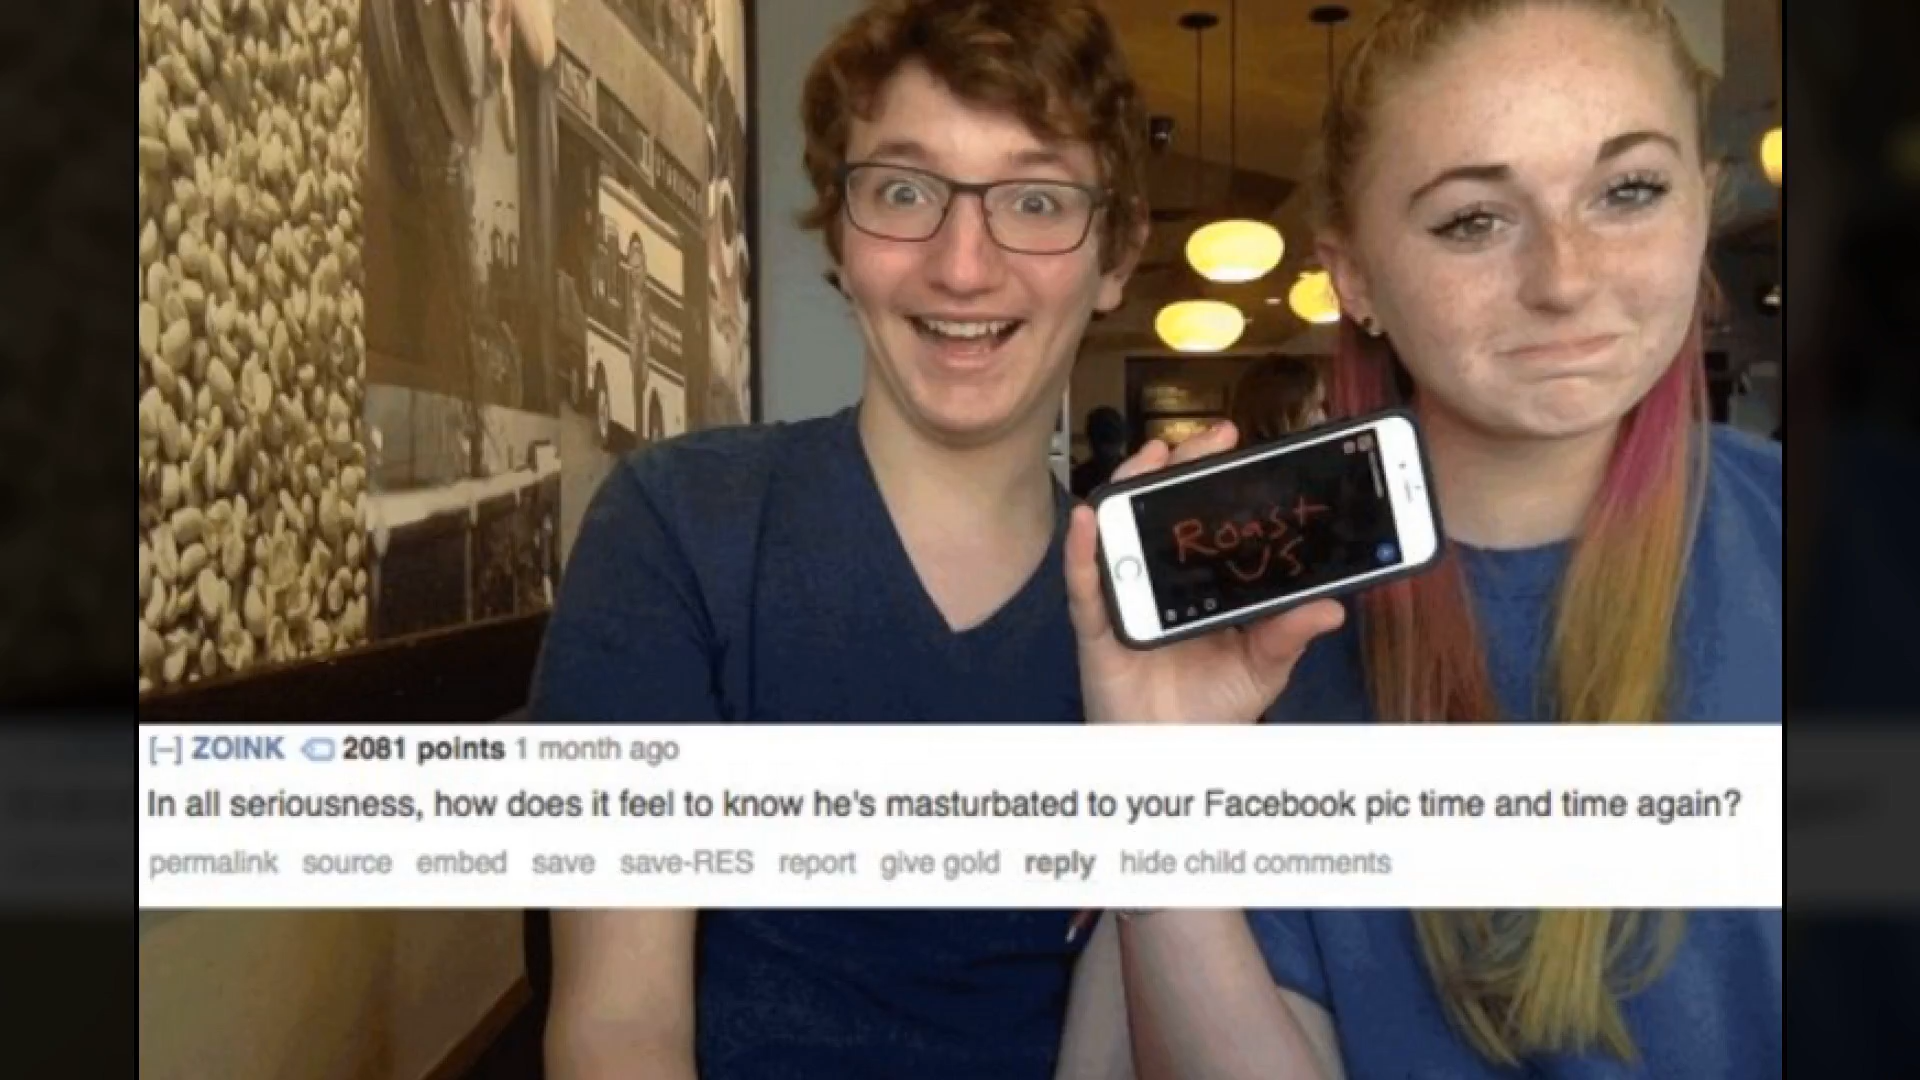 Roast
Us
[–] ZOINK 2081 points 1 month ago
In all seriousness, how does it feel to know he's masturbated to your Facebook pic time and time again?
permalink source embed save save-RES report give gold reply hide child comments